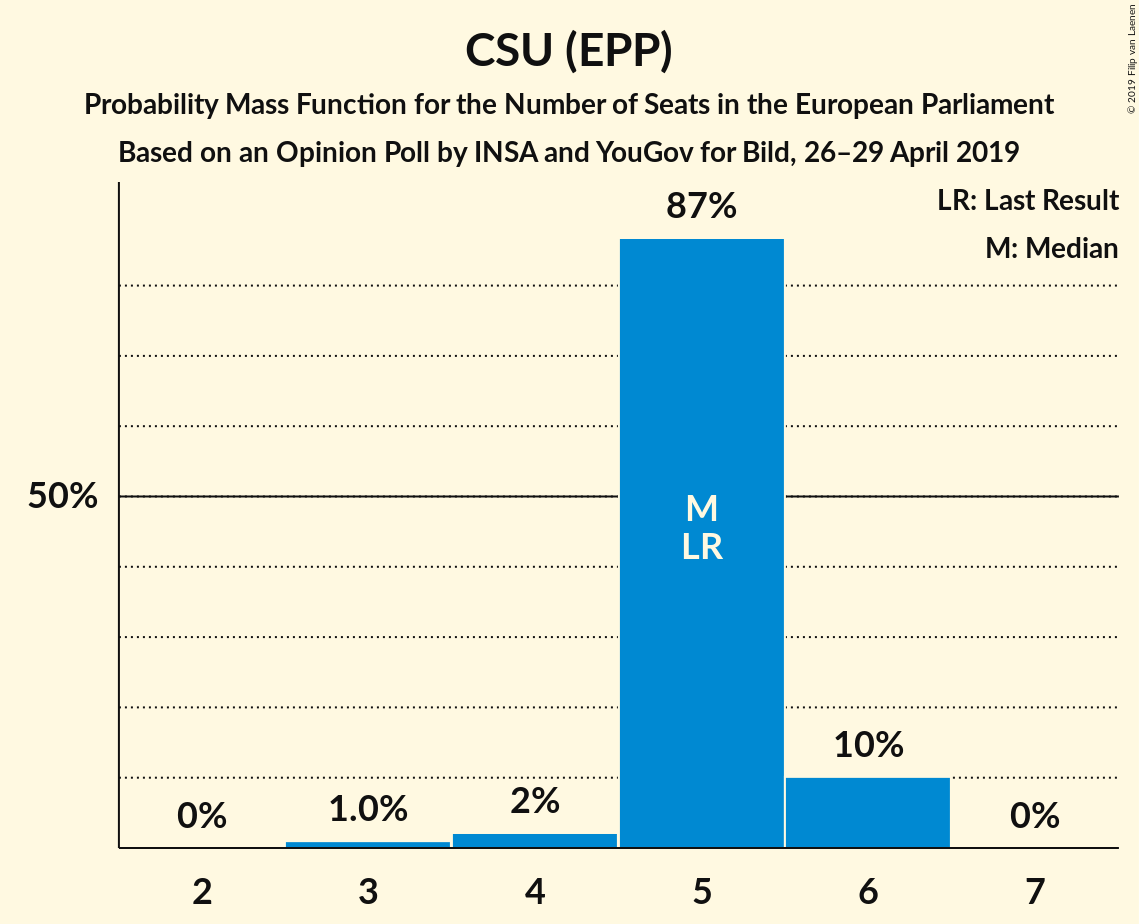 CSU (EPP)
Probability Mass Function for the Number of Seats in the European Parliament
Based on an Opinion Poll by INSA and YouGov for Bild, 26–29 April 2019
© 2019 Filip van Laenen
LR: Last Result
M: Median
87%
50%
M
LR
10%
2%
1.0%
0%
0%
2
3
4
5
6
7